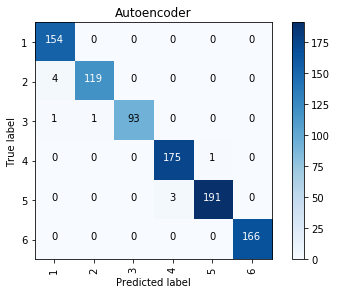 Autoencoder
1 154 0 0 0 0 0
2 4 119 0 0 0 0
3 1 1 93 0 0 0
4 0 0 0 175 1 0
5 0 0 0 3 191 0
6 0 0 0 0 0 166
1 2 3 4 5 6
True label
Predicted label
175
150
125
100
75
50
25
0